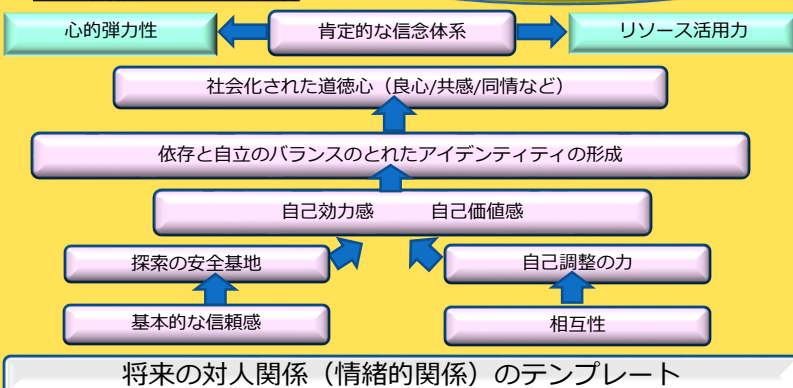 心的弾力性 肯定的な信念体系 リソース活用力
社会化された道徳心（良心/共感/同情など）
依存と自立のバランスのとれたアイデンティティの形成
自己効力感 自己価値感
探索の安全基地 自己調整の力
基本的な信頼感 相互性
将来の対人関係（情緒的関係）のテンプレート